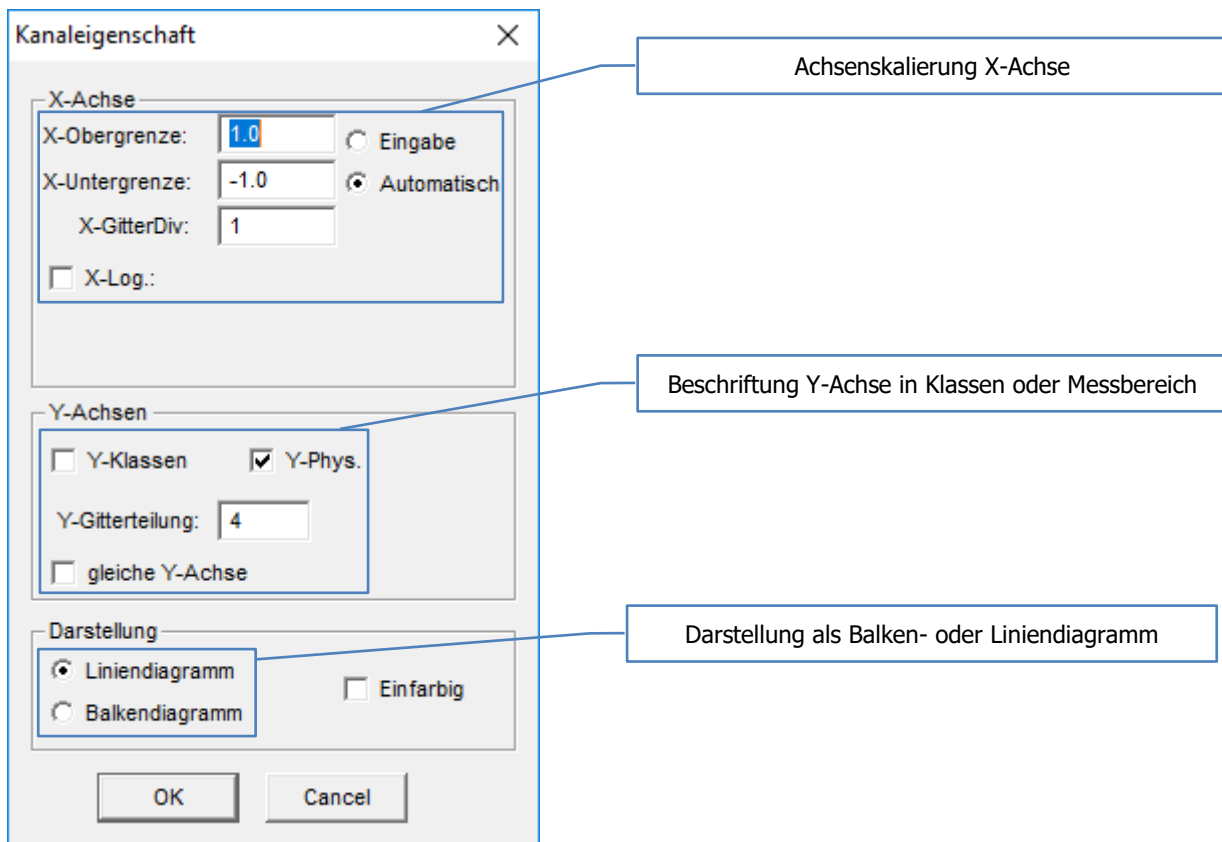 Kanaleigenschaft
Achsenskalierung X-Achse
X-Achse
X-Obergrenze: 1.0 Eingabe
X-Untergrenze: -1.0 Automatisch
X-GitterDiv: 1
X-Log.:
Beschriftung Y-Achse in Klassen oder Messbereich
Y-Achsen
Y-Klassen Y-Phys.
Y-Gitterteilung: 4
gleiche Y-Achse
Darstellung als Balken- oder Liniendiagramm
Darstellung
Liniendiagramm
Einfarbig
Balkendiagramm
OK Cancel